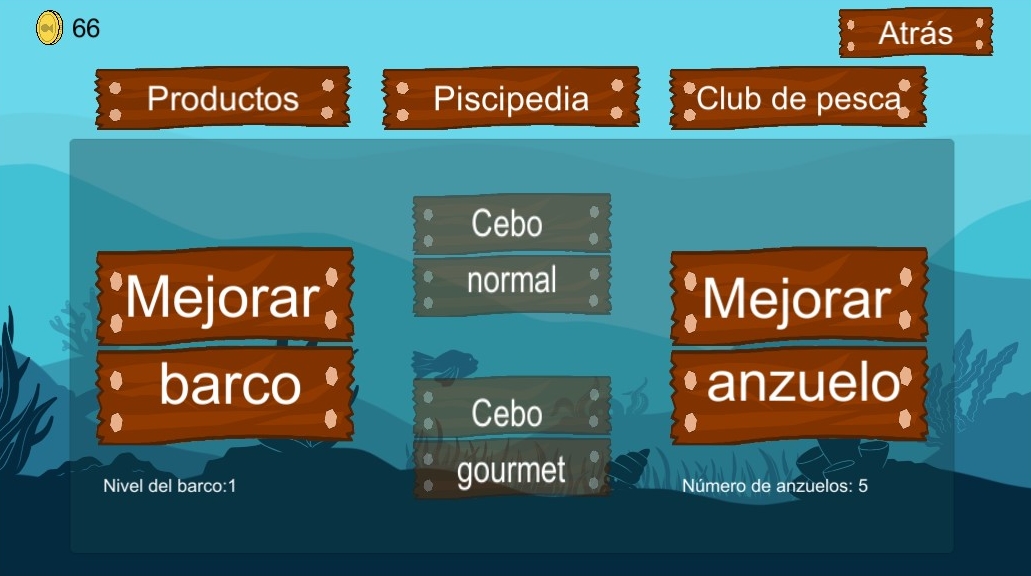 66
Atrás
Productos
Piscipedia
Club de pesca
Cebo
normal
Mejorar
barco
Mejorar
anzuelo
Cebo
gourmet
Nivel del barco:1
Número de anzuelos: 5